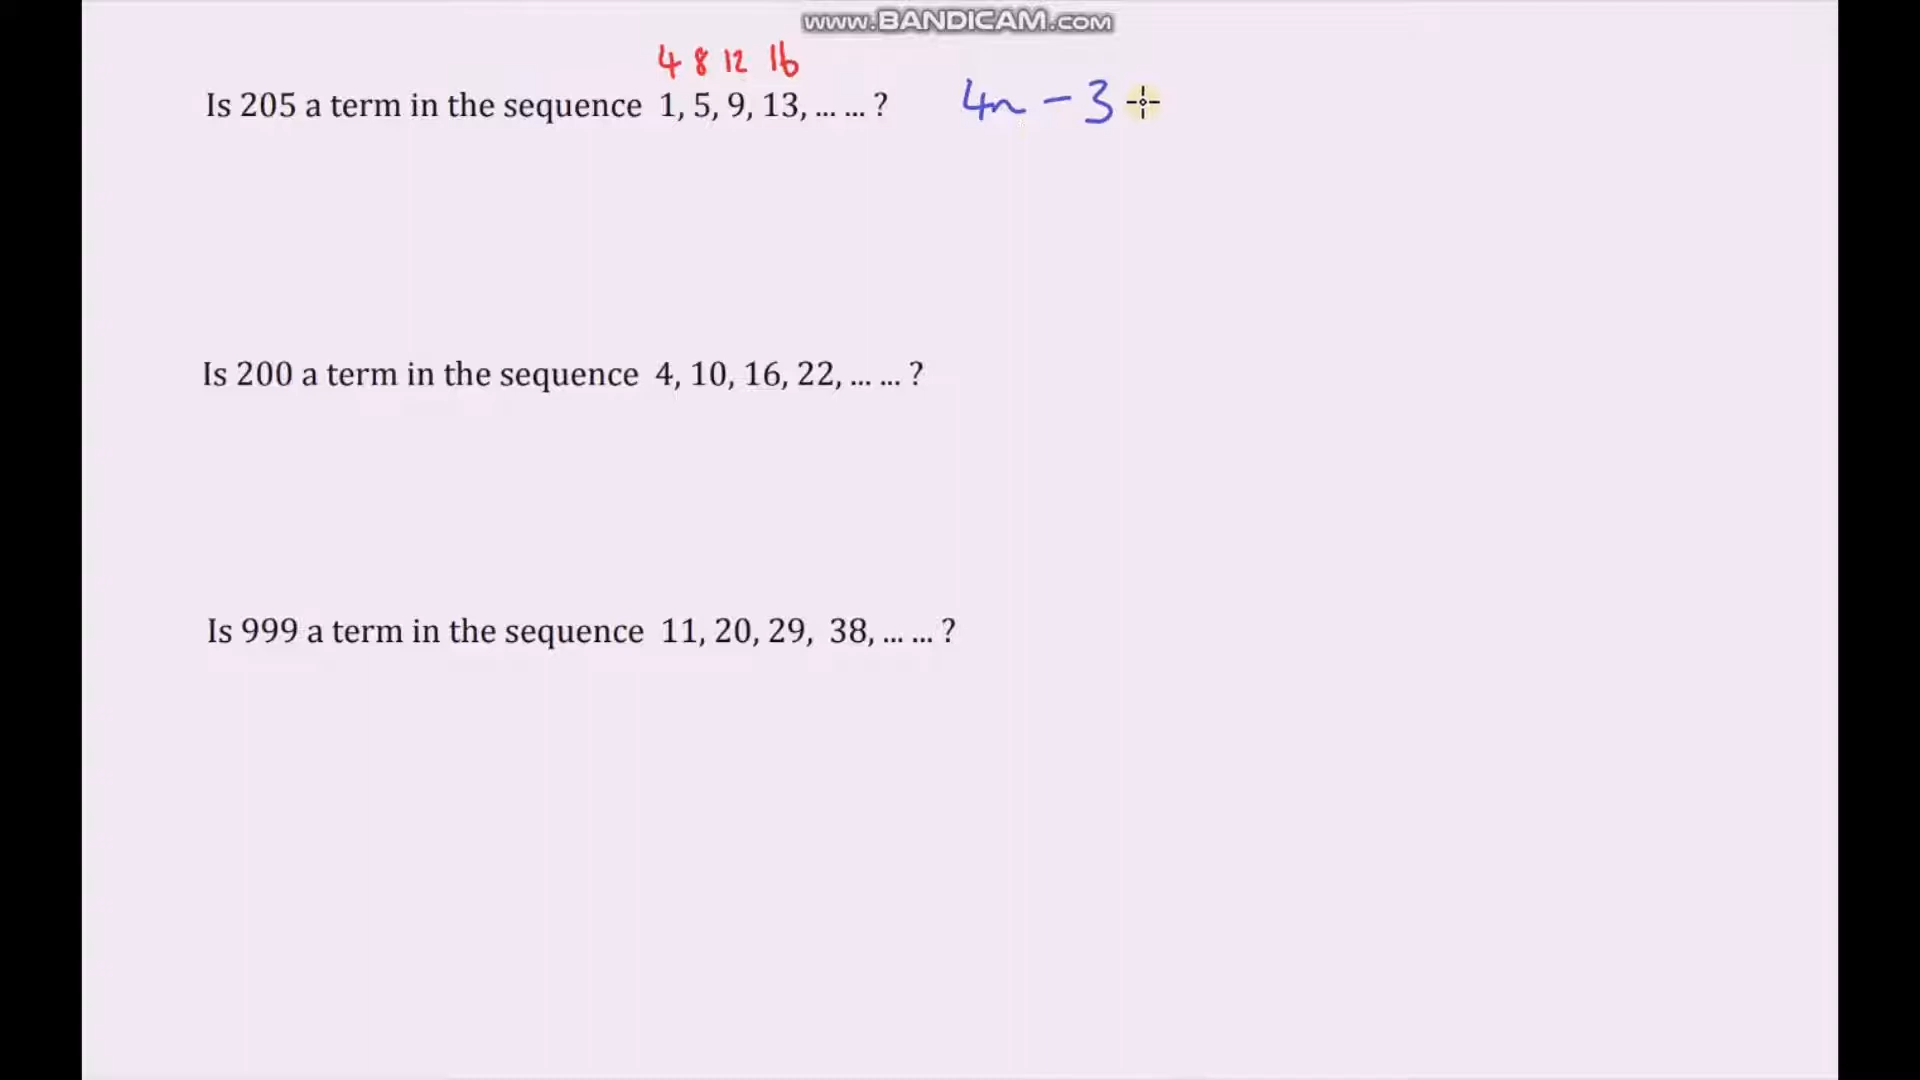 www.BANDICAM.com
4 8 12 16
Is 205 a term in the sequence 1, 5, 9, 13, ... ... ? 4n - 3
Is 200 a term in the sequence 4, 10, 16, 22, ... ... ?
Is 999 a term in the sequence 11, 20, 29, 38, ... ... ?